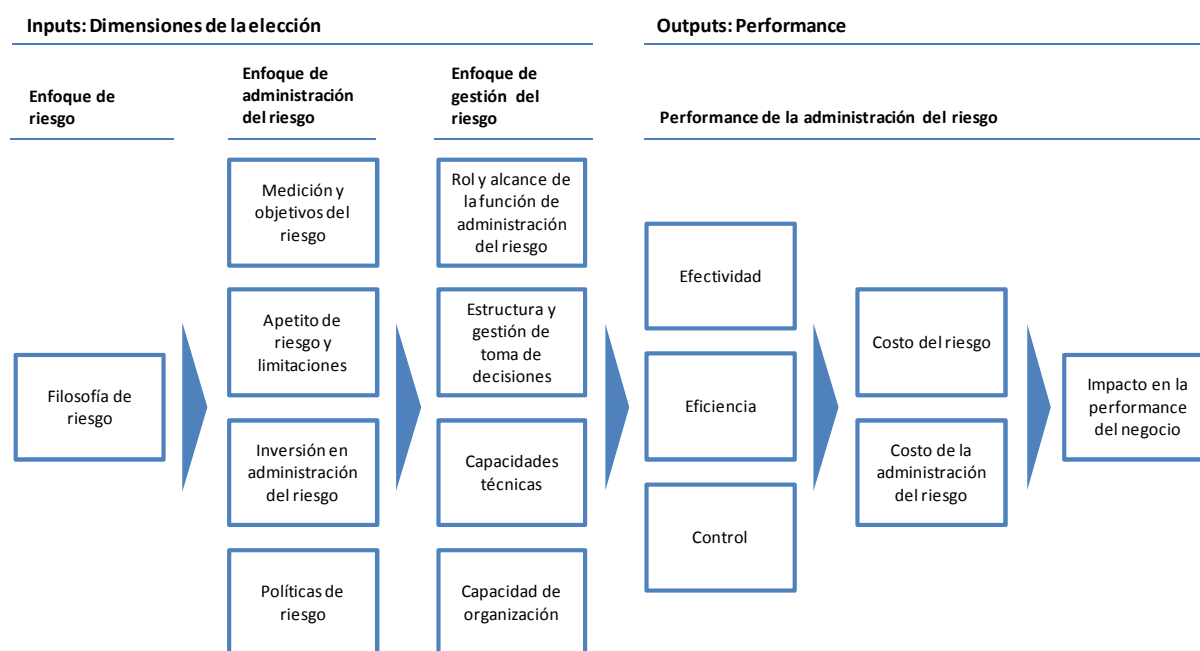 Inputs: Dimensiones de la elección
Outputs: Performance
Enfoque de
riesgo
Enfoque de
administración
del riesgo
Enfoque de
gestión del
riesgo
Performance de la administración del riesgo
Filosofía de
riesgo
Medición y
objetivos del
riesgo
Apetito de
riesgo y
limitaciones
Inversión en
administración
del riesgo
Políticas de
riesgo
Rol y alcance de
la función de
administración
del riesgo
Estructura y
gestión de
toma de
decisiones
Capacidades
técnicas
Capacidad de
organización
Efectividad
Eficiencia
Control
Costo del riesgo
Costo de la
administración
del riesgo
Impacto en la
performance
del negocio